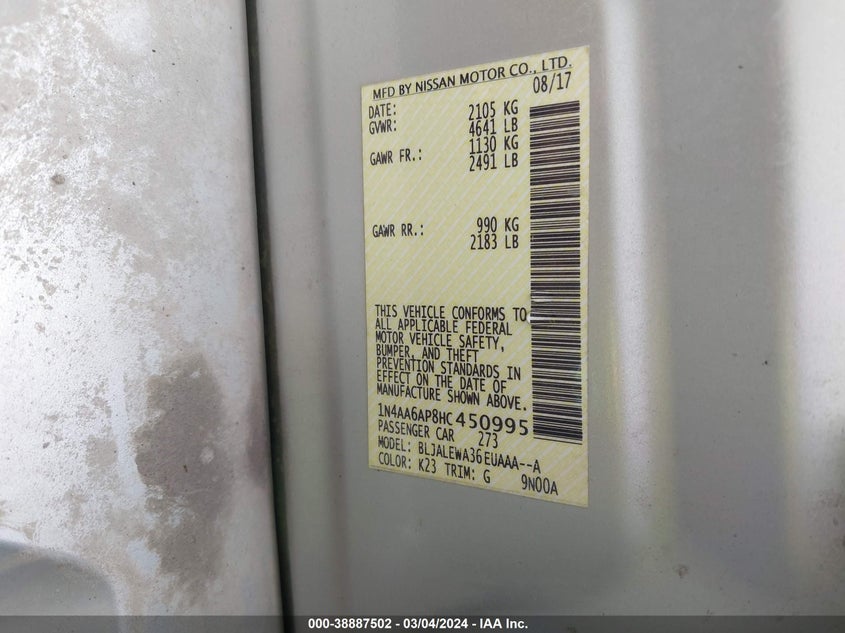 MFD BY NISSAN MOTOR CO., LTD.
DATE: 08/17
GVWR: 2105 KG
4641 LB
GAWR FR.: 1130 KG
2491 LB
GAWR RR.: 990 KG
2183 LB
THIS VEHICLE CONFORMS TO
ALL APPLICABLE FEDERAL
MOTOR VEHICLE SAFETY,
BUMPER, AND THEFT
PREVENTION STANDARDS IN
EFFECT ON THE DATE OF
MANUFACTURE SHOWN ABOVE.
1N4AA6AP8HC450995
PASSENGER CAR 273
MODEL: BLJALEWA36EUAAA--A
COLOR: K23 TRIM: G 9N00A
000-38887502 - 03/04/2024 - IAA Inc.